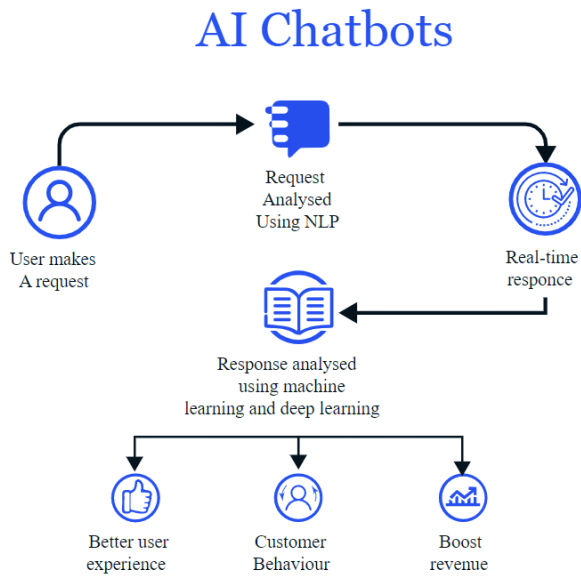 AI Chatbots
Request
Analysed
Using NLP
User makes
A request
Real-time
responce
Response analysed
using machine
learning and deep learning
Better user
experience
Customer
Behaviour
Boost
revenue